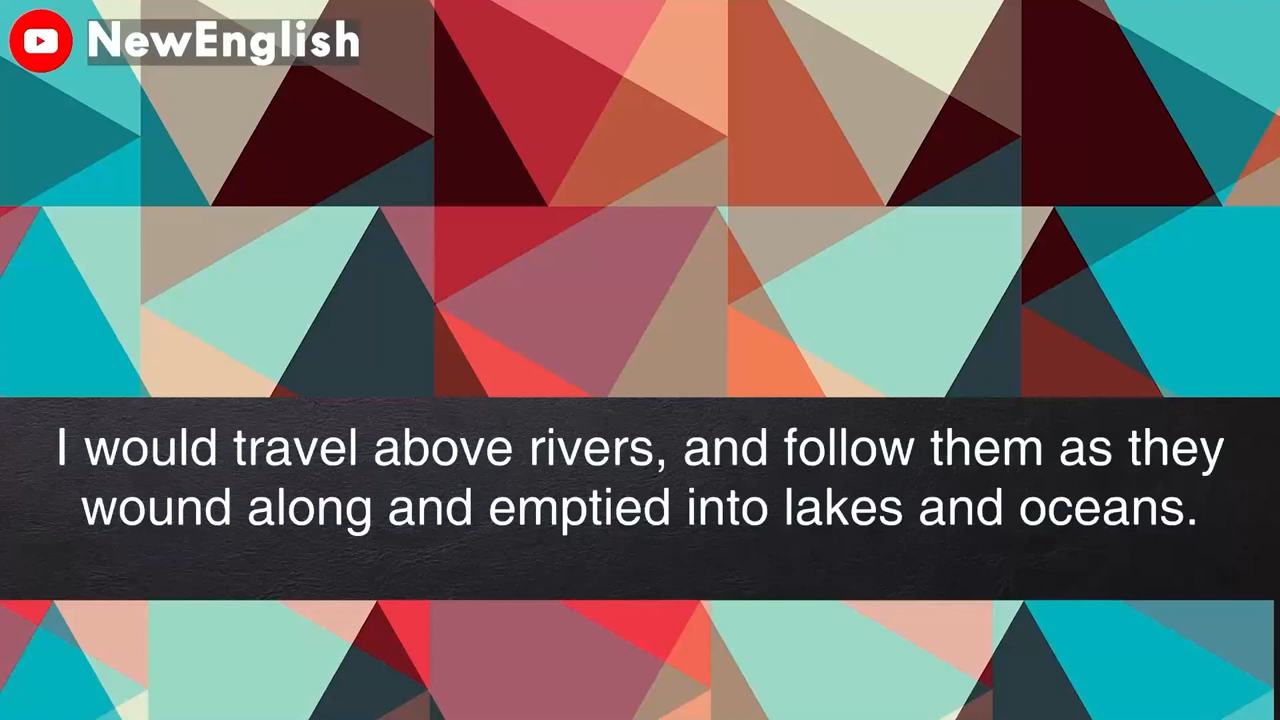 NewEnglish
I would travel above rivers, and follow them as they
wound along and emptied into lakes and oceans.